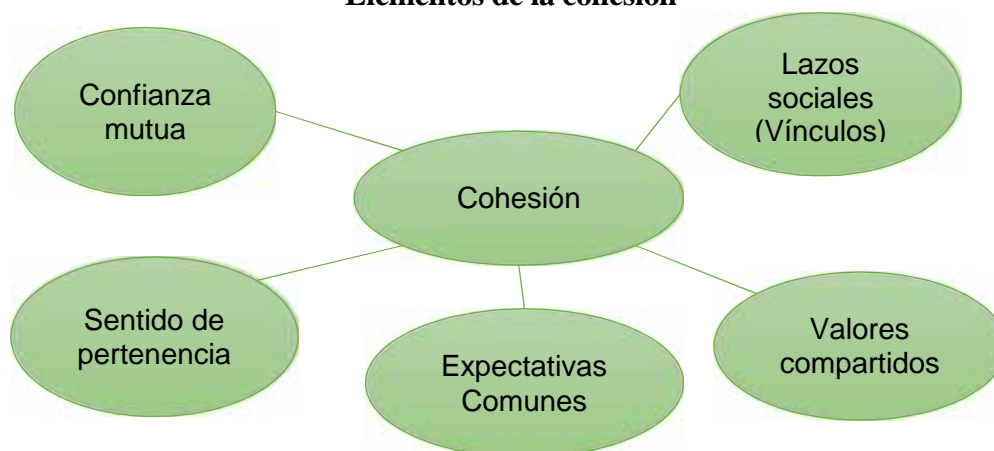 Elementos de la cohesión
Confianza
mutua
Lazos
sociales
(Vínculos)
Cohesión
Sentido de
pertenencia
Expectativas
Comunes
Valores
compartidos